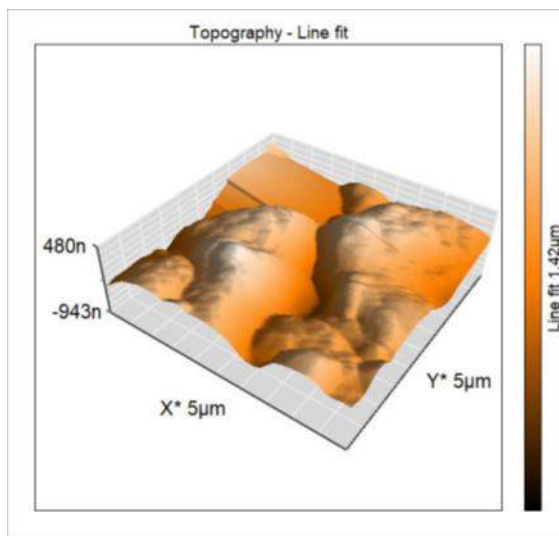 Topography - Line fit
480n
-943n
X* 5µm
Y* 5µm
Line fit 1.42µm